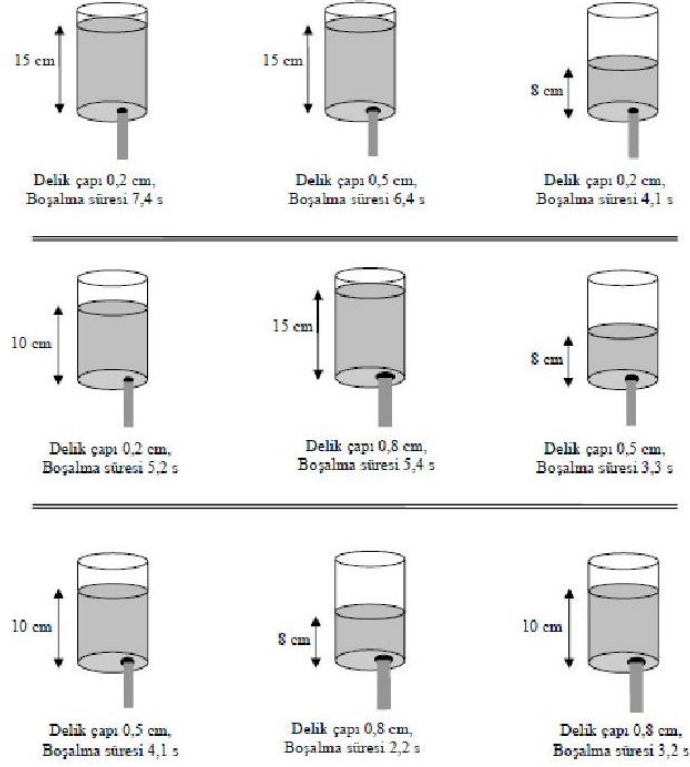 15 cm
15 cm
8 cm
Delik çapı 0,2 cm,
Boşalma süresi 7,4 s
Delik çapı 0,5 cm,
Boşalma süresi 6,4 s
Delik çapı 0,2 cm,
Boşalma süresi 4,1 s
10 cm
15 cm
8 cm
Delik çapı 0,2 cm,
Boşalma süresi 5,2 s
Delik çapı 0,8 cm,
Boşalma süresi 5,4 s
Delik çapı 0,5 cm,
Boşalma süresi 3,3 s
10 cm
8 cm
10 cm
Delik çapı 0,5 cm,
Boşalma süresi 4,1 s
Delik çapı 0,8 cm,
Boşalma süresi 2,2 s
Delik çapı 0,8 cm,
Boşalma süresi 3,2 s